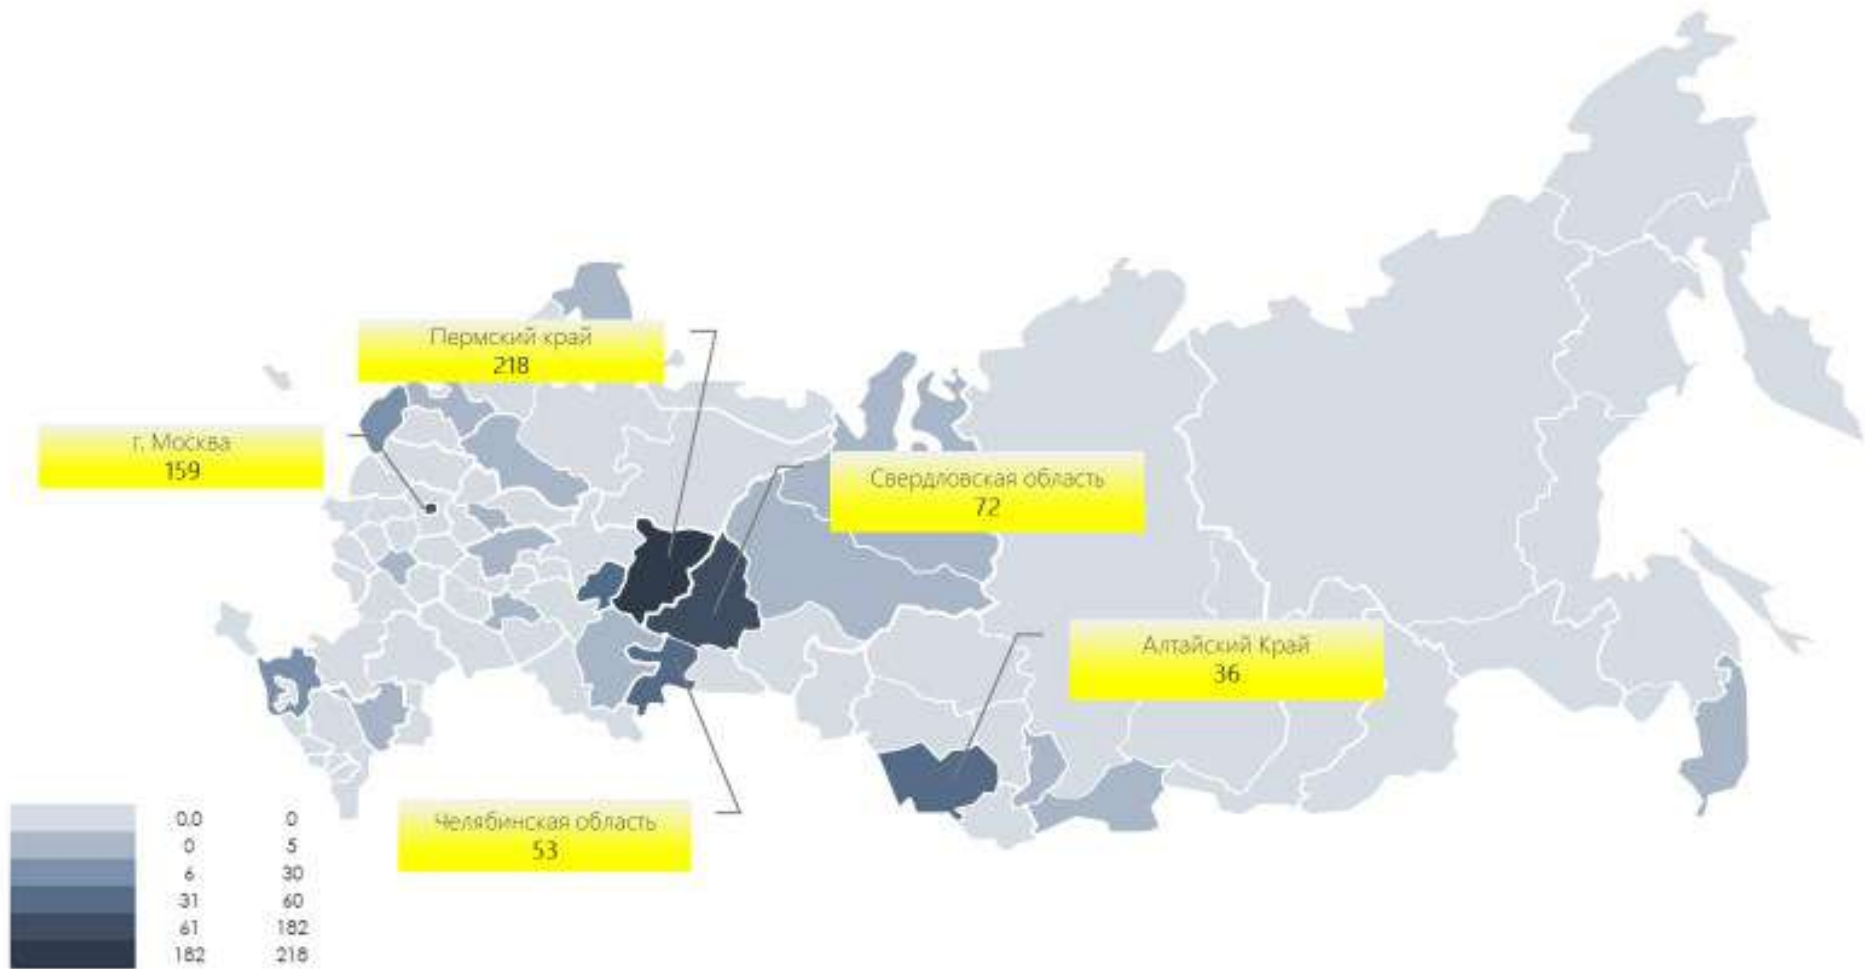 Пермский край
218
г. Москва
159
Свердловская область
72
Алтайский Край
36
Челябинская область
53
0.0 0
0 5
6 30
31 60
61 182
182 218